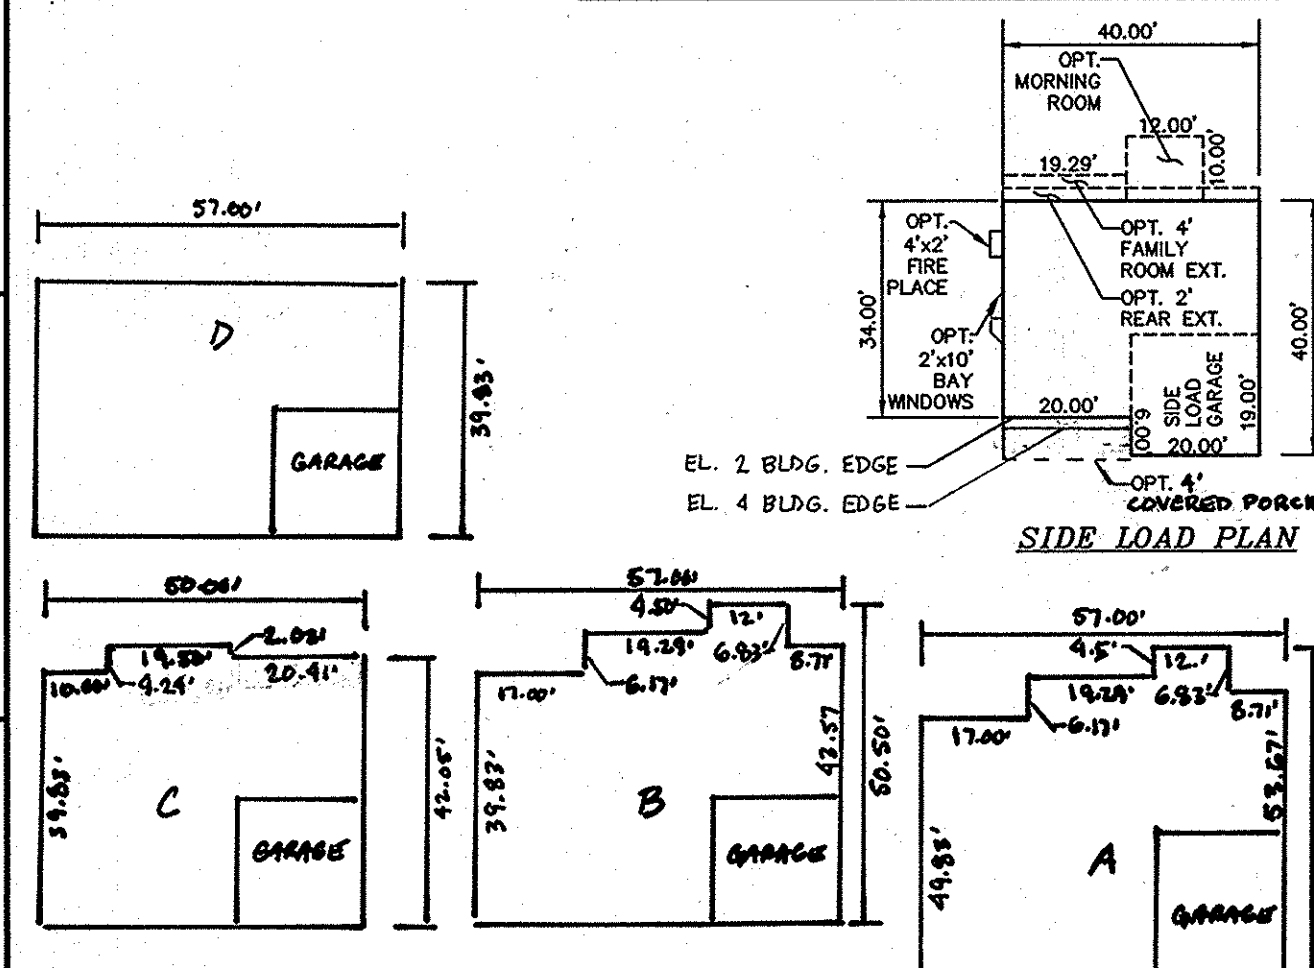 40.00'
OPT.
MORNING
ROOM
12.00'
10.00'
19.29'
OPT.
4'x2'
FIRE
PLACE
OPT. 4'
FAMILY
ROOM EXT.
OPT. 2'
REAR EXT.
34.00'
40.00'
OPT.
2'x10'
BAY
WINDOWS
SIDE
LOAD
GARAGE
19.00'
20.00'
6.00
20.00'
EL. 2 BLDG. EDGE
EL. 4 BLDG. EDGE
OPT. 4'
COVERED PORCH
SIDE LOAD PLAN
57.00'
D
39.83'
GARAGE
50.00'
2.08'
19.58'
20.41'
10.00'
4.24'
39.83'
C
42.05'
GARAGE
57.00'
4.50'
12.'
19.29'
6.83'
8.71'
17.00'
6.17'
39.83'
B
43.57
50.50'
GARAGE
57.00'
4.5'
12.'
19.29'
6.83'
8.71'
17.00'
6.17'
49.83'
A
53.67'
GARAGE